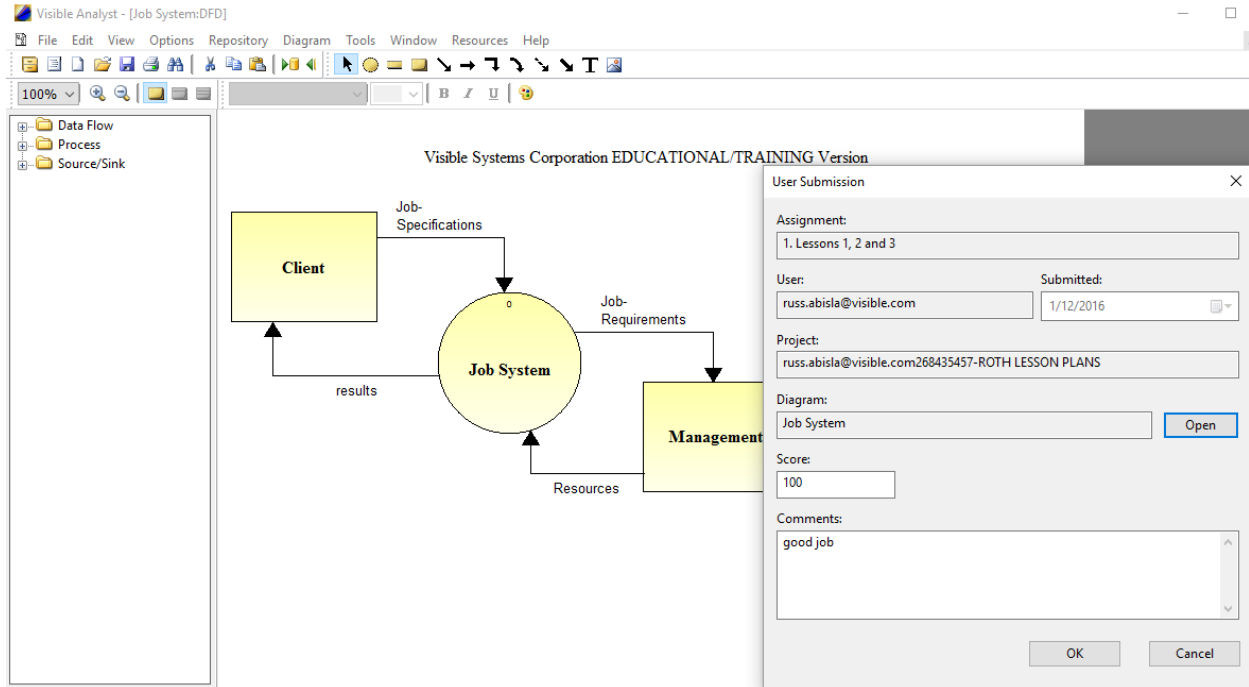 Visible Analyst - [Job System:DFD]
File Edit View Options Repository Diagram Tools Window Resources Help
T
100% B I U
Data Flow
Process
Source/Sink
Visible Systems Corporation EDUCATIONAL/TRAINING Version
Job-
Specifications
Client
0
Job-
Requirements
Job System
results
Management
Resources
User Submission
Assignment:
1. Lessons 1, 2 and 3
User: Submitted:
russ.abisla@visible.com 1/12/2016
Project:
russ.abisla@visible.com268435457-ROTH LESSON PLANS
Diagram:
Job System Open
Score:
100
Comments:
good job
OK Cancel